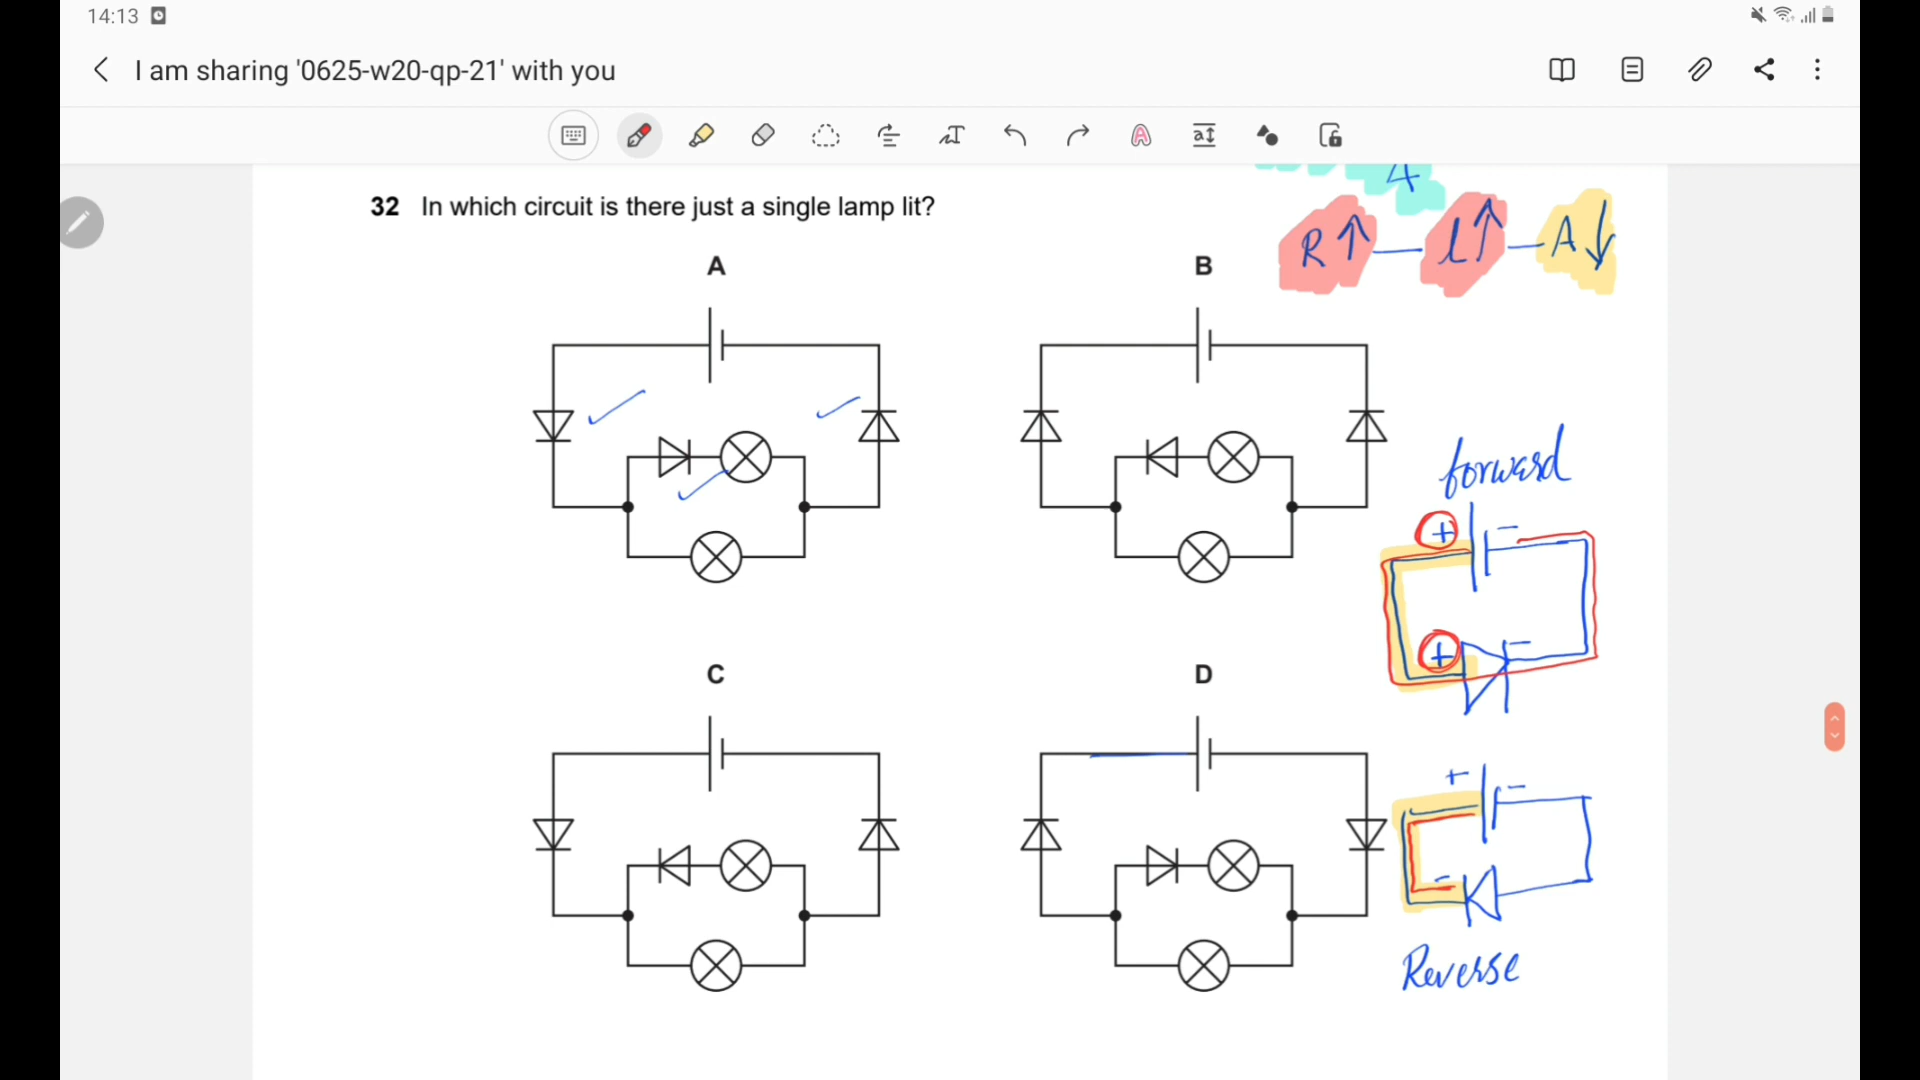 14:13
I am sharing '0625-w20-qp-21' with you
4
32 In which circuit is there just a single lamp lit?
R↑ — l↑ — A↓
A
B
forward
+ −
+ −
C
D
+ −
−
Reverse